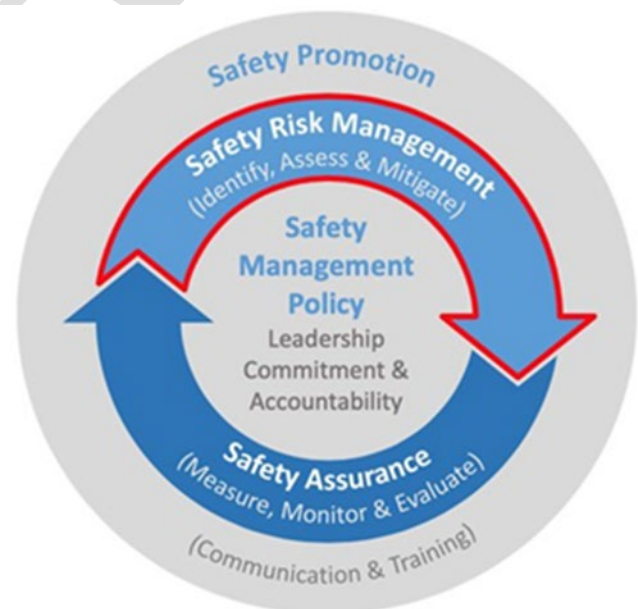 Safety Promotion
Safety Risk Management
(Identify, Assess & Mitigate)
Safety
Management
Policy
Leadership
Commitment &
Accountability
Safety Assurance
(Measure, Monitor & Evaluate)
(Communication & Training)